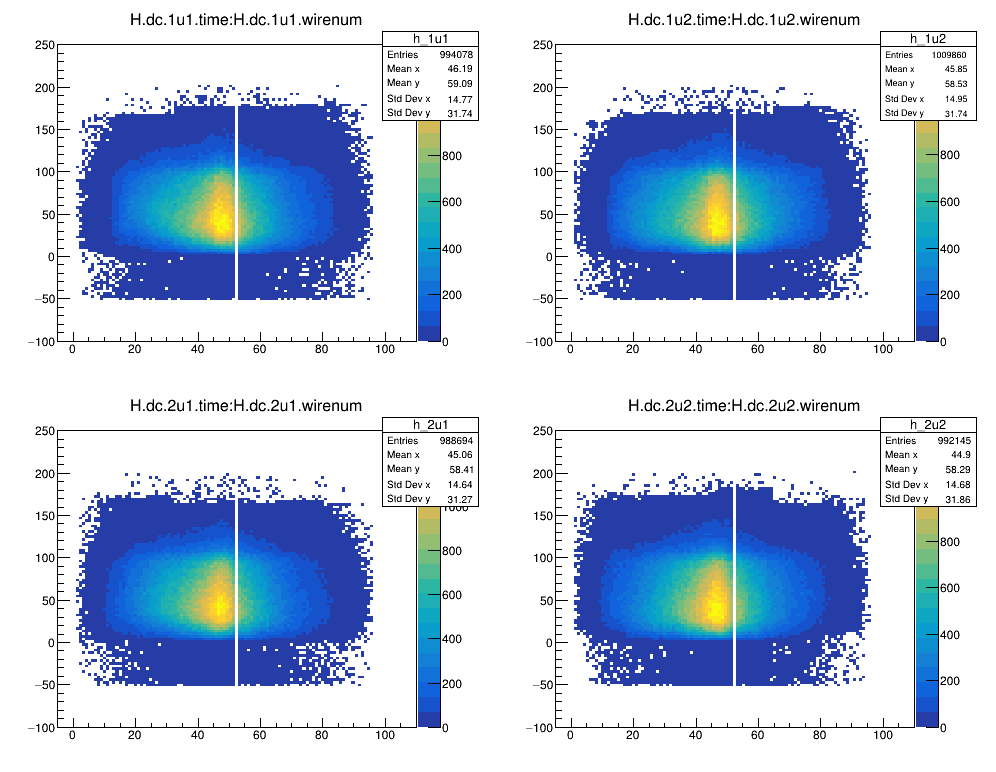 H.dc.1u1.time:H.dc.1u1.wirenum
h_1u1
Entries 994078
Mean x 46.19
Mean y 59.09
Std Dev x 14.77
Std Dev y 31.74
250
200
150
100
50
0
−50
−100
0 20 40 60 80 100
800
600
400
200
0
H.dc.1u2.time:H.dc.1u2.wirenum
h_1u2
Entries 1009860
Mean x 45.85
Mean y 58.53
Std Dev x 14.95
Std Dev y 31.74
250
200
150
100
50
0
−50
−100
0 20 40 60 80 100
800
600
400
200
0
H.dc.2u1.time:H.dc.2u1.wirenum
h_2u1
Entries 988694
Mean x 45.06
Mean y 58.41
Std Dev x 14.64
Std Dev y 31.27
250
200
150
100
50
0
−50
−100
0 20 40 60 80 100
1000
800
600
400
200
0
H.dc.2u2.time:H.dc.2u2.wirenum
h_2u2
Entries 992145
Mean x 44.9
Mean y 58.29
Std Dev x 14.68
Std Dev y 31.86
250
200
150
100
50
0
−50
−100
0 20 40 60 80 100
800
600
400
200
0